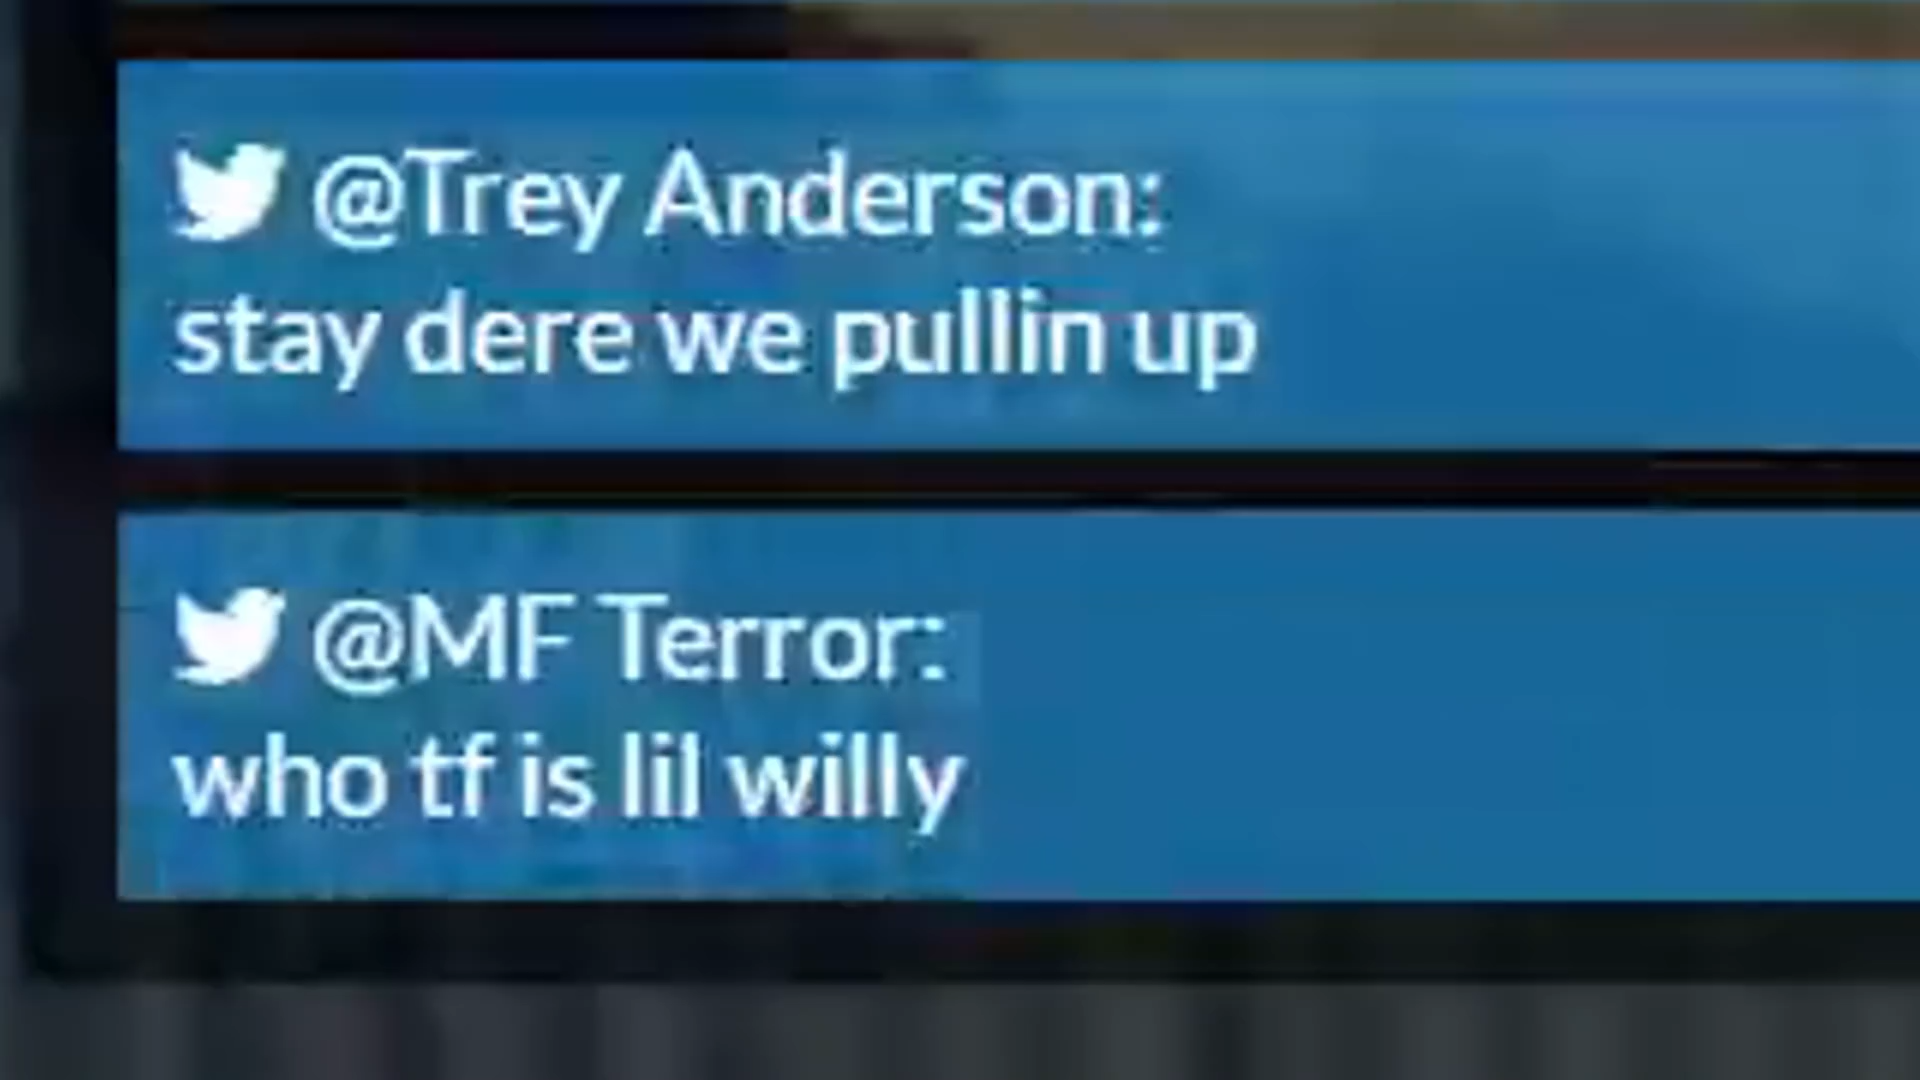 @Trey Anderson:
stay dere we pullin up
@MF Terror:
who tf is lil willy